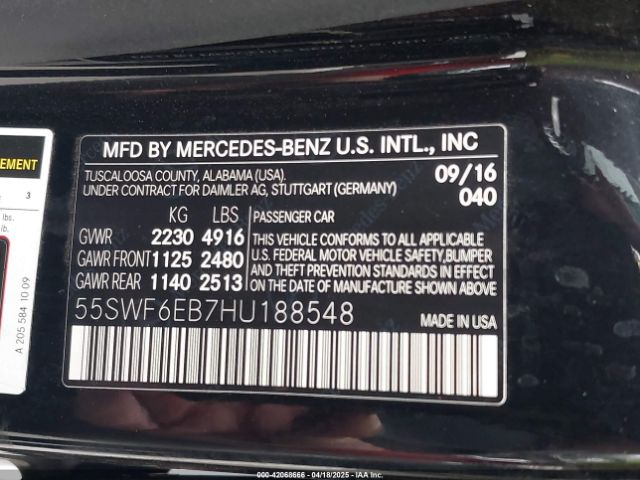 MFD BY MERCEDES-BENZ U.S. INTL., INC
TUSCALOOSA COUNTY, ALABAMA (USA).
UNDER CONTRACT FOR DAIMLER AG, STUTTGART (GERMANY)
09/16
040
KG LBS
GVWR 2230 4916
GAWR FRONT 1125 2480
GAWR REAR 1140 2513
PASSENGER CAR
THIS VEHICLE CONFORMS TO ALL APPLICABLE
U.S. FEDERAL MOTOR VEHICLE SAFETY, BUMPER
AND THEFT PREVENTION STANDARDS IN EFFECT
ON THE DATE OF MANUFACTURE SHOWN ABOVE.
55SWF6EB7HU188548
MADE IN USA
EMENT
3
lbs.
A 205 584 10 09
000-42068666 04/18/2025 IAA Inc.